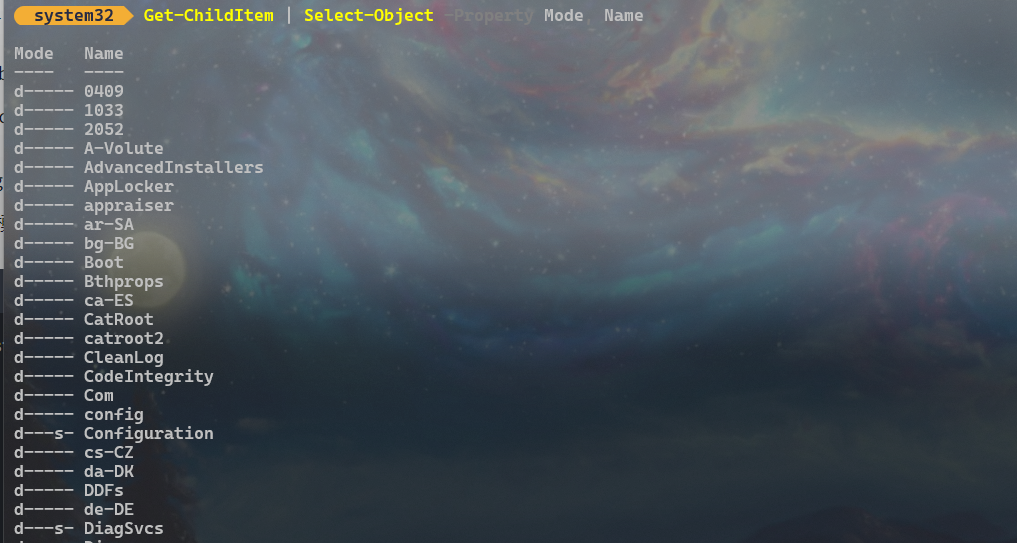 system32 Get-ChildItem | Select-Object -Property Mode, Name
Mode Name
---- ----
d----- 0409
d----- 1033
d----- 2052
d----- A-Volute
d----- AdvancedInstallers
d----- AppLocker
d----- appraiser
d----- ar-SA
d----- bg-BG
d----- Boot
d----- Bthprops
d----- ca-ES
d----- CatRoot
d----- catroot2
d----- CleanLog
d----- CodeIntegrity
d----- Com
d----- config
d---s- Configuration
d----- cs-CZ
d----- da-DK
d----- DDFs
d----- de-DE
d---s- DiagSvcs